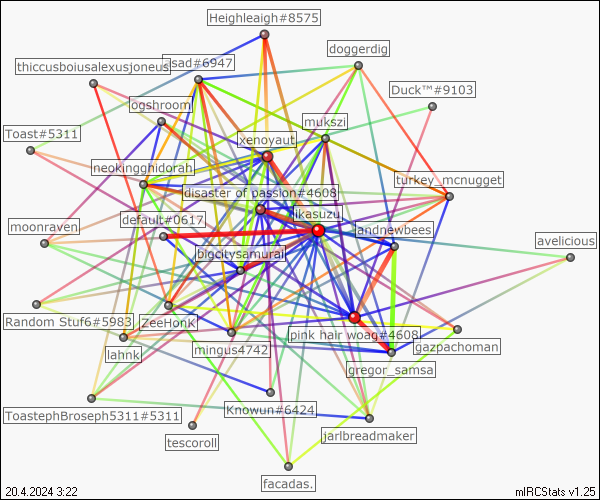 Heighleaigh#8575
doggerdig
thiccusboiusalexusjoneus
sad#6947
Duck™#9103
ogshroom
mukszi
Toast#5311
xenoyaut
neokingghidorah
turkey_mcnugget
disaster of passion#4608
default#0617
ikasuzu
moonraven
landnewbees
avelicious
bigcitysamurai
Random Stuf6#5983
ZeeHonk
pink hair woag#4608
gazpachoman
lahnk
mingus4742
gregor_samsa
ToastephBroseph5311#5311
Knowun#6424
jarlbreadmaker
tescoroll
facadas.
20.4.2024 3:22
mIRCStats v1.25